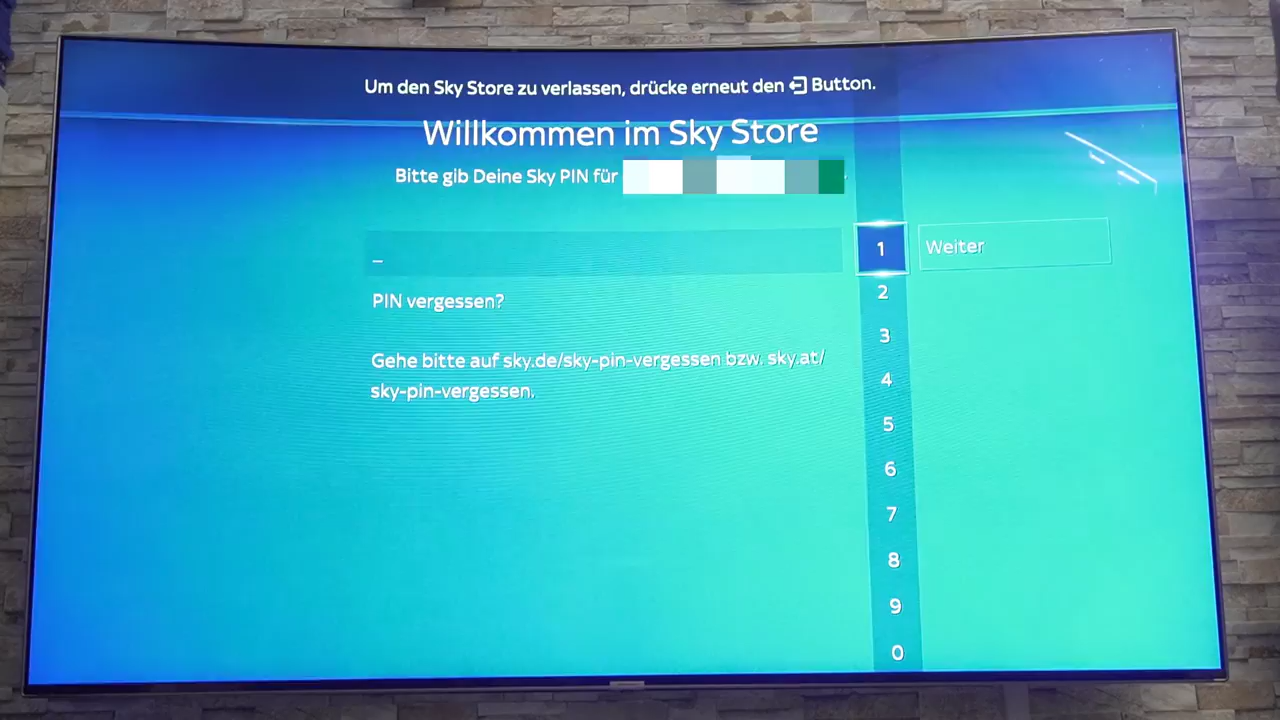 Um den Sky Store zu verlassen, drücke erneut den Button.
Willkommen im Sky Store
Bitte gib Deine Sky PIN für
_
1
Weiter
2
PIN vergessen?
3
Gehe bitte auf sky.de/sky-pin-vergessen bzw. sky.at/
sky-pin-vergessen.
4
5
6
7
8
9
0